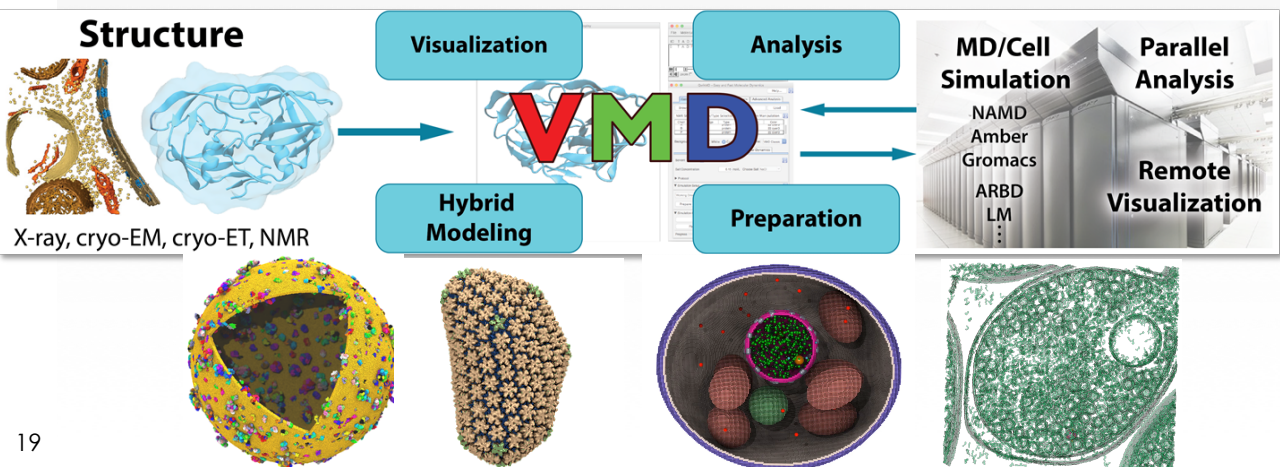 Structure
X-ray, cryo-EM, cryo-ET, NMR
Visualization
Analysis
VMD
Hybrid
Modeling
Preparation
MD/Cell
Simulation
NAMD
Amber
Gromacs
ARBD
LM
Parallel
Analysis
Remote
Visualization
19